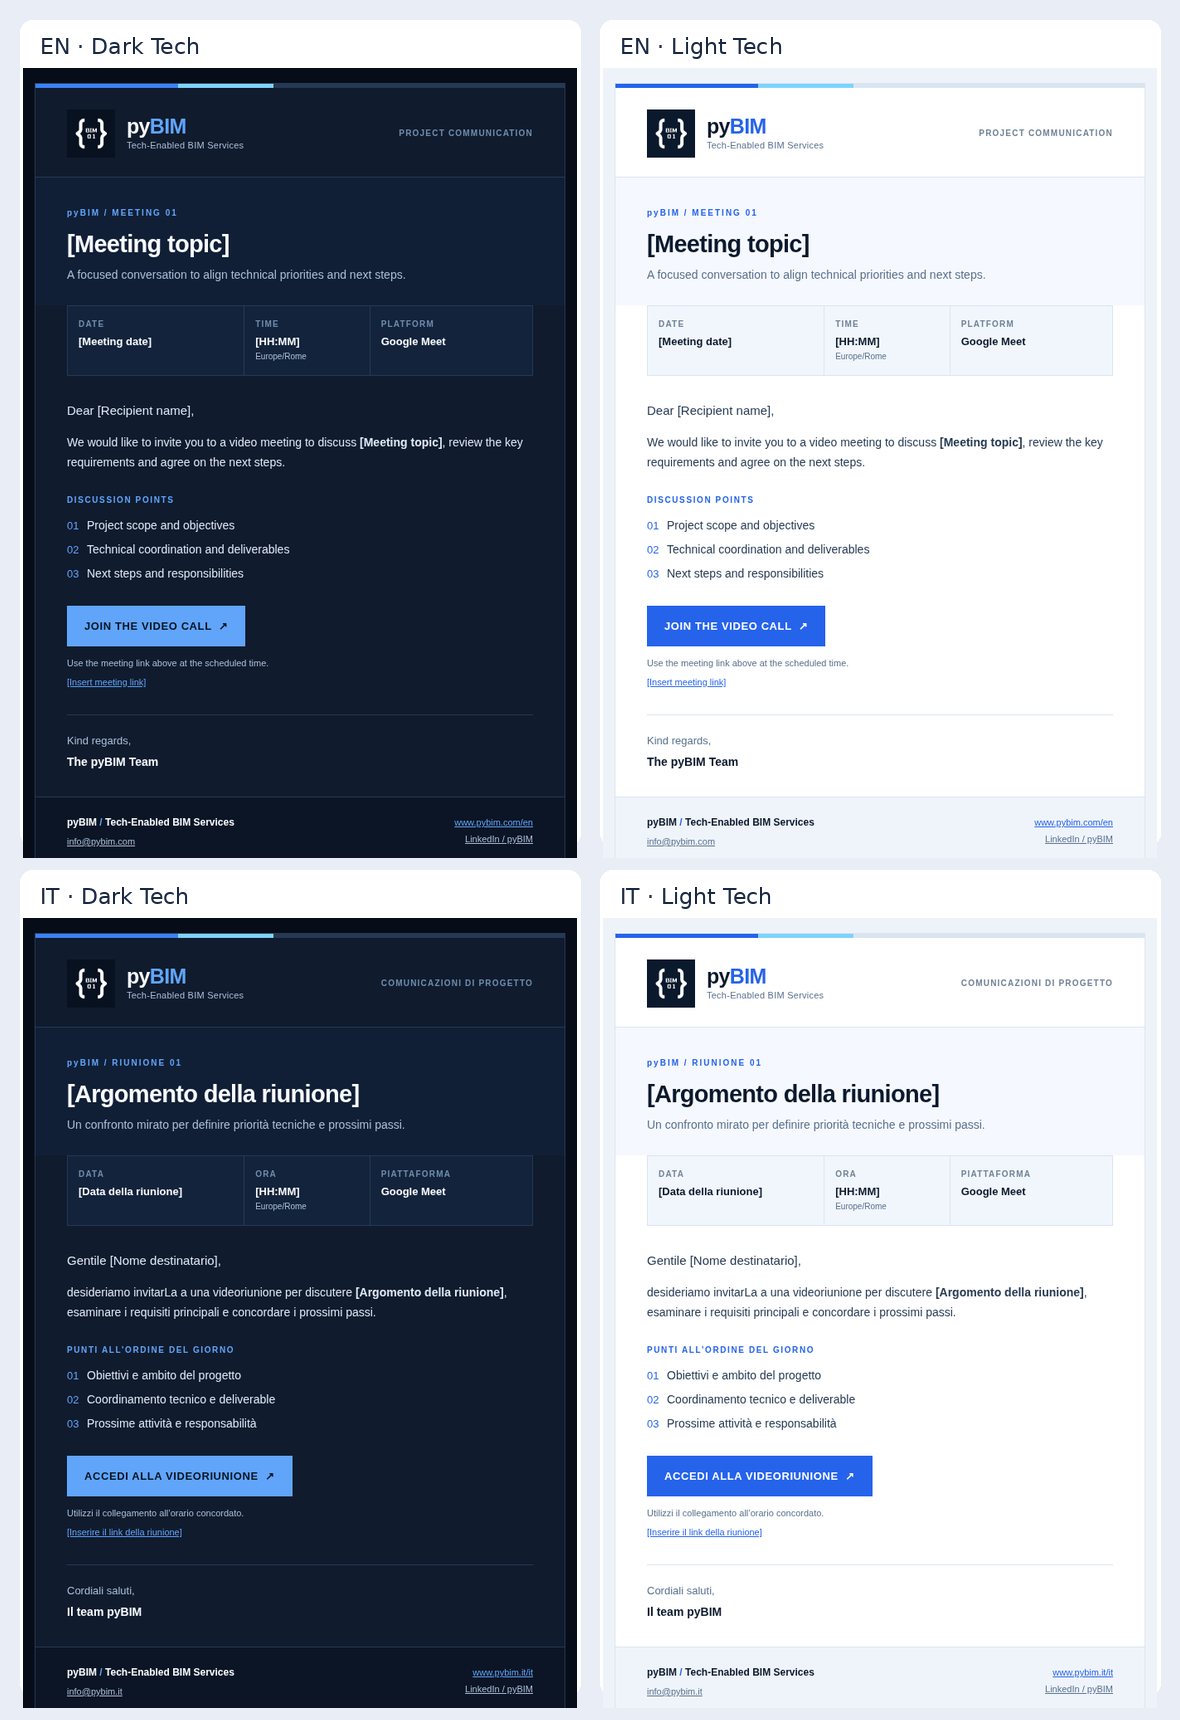 EN · Dark Tech
{BIM 01}
pyBIM
Tech-Enabled BIM Services
PROJECT COMMUNICATION
pyBIM / MEETING 01
[Meeting topic]
A focused conversation to align technical priorities and next steps.
DATE TIME PLATFORM
[Meeting date] [HH:MM] Google Meet
Europe/Rome
Dear [Recipient name],
We would like to invite you to a video meeting to discuss [Meeting topic], review the key
requirements and agree on the next steps.
DISCUSSION POINTS
01 Project scope and objectives
02 Technical coordination and deliverables
03 Next steps and responsibilities
JOIN THE VIDEO CALL ↗
Use the meeting link above at the scheduled time.
[Insert meeting link]
Kind regards,
The pyBIM Team
pyBIM / Tech-Enabled BIM Services www.pybim.com/en
info@pybim.com LinkedIn / pyBIM
EN · Light Tech
{BIM 01}
pyBIM
Tech-Enabled BIM Services
PROJECT COMMUNICATION
pyBIM / MEETING 01
[Meeting topic]
A focused conversation to align technical priorities and next steps.
DATE TIME PLATFORM
[Meeting date] [HH:MM] Google Meet
Europe/Rome
Dear [Recipient name],
We would like to invite you to a video meeting to discuss [Meeting topic], review the key
requirements and agree on the next steps.
DISCUSSION POINTS
01 Project scope and objectives
02 Technical coordination and deliverables
03 Next steps and responsibilities
JOIN THE VIDEO CALL ↗
Use the meeting link above at the scheduled time.
[Insert meeting link]
Kind regards,
The pyBIM Team
pyBIM / Tech-Enabled BIM Services www.pybim.com/en
info@pybim.com LinkedIn / pyBIM
IT · Dark Tech
{BIM 01}
pyBIM
Tech-Enabled BIM Services
COMUNICAZIONI DI PROGETTO
pyBIM / RIUNIONE 01
[Argomento della riunione]
Un confronto mirato per definire priorità tecniche e prossimi passi.
DATA ORA PIATTAFORMA
[Data della riunione] [HH:MM] Google Meet
Europe/Rome
Gentile [Nome destinatario],
desideriamo invitarLa a una videoriunione per discutere [Argomento della riunione],
esaminare i requisiti principali e concordare i prossimi passi.
PUNTI ALL'ORDINE DEL GIORNO
01 Obiettivi e ambito del progetto
02 Coordinamento tecnico e deliverable
03 Prossime attività e responsabilità
ACCEDI ALLA VIDEORIUNIONE ↗
Utilizzi il collegamento all'orario concordato.
[Inserire il link della riunione]
Cordiali saluti,
Il team pyBIM
pyBIM / Tech-Enabled BIM Services www.pybim.it/it
info@pybim.it LinkedIn / pyBIM
IT · Light Tech
{BIM 01}
pyBIM
Tech-Enabled BIM Services
COMUNICAZIONI DI PROGETTO
pyBIM / RIUNIONE 01
[Argomento della riunione]
Un confronto mirato per definire priorità tecniche e prossimi passi.
DATA ORA PIATTAFORMA
[Data della riunione] [HH:MM] Google Meet
Europe/Rome
Gentile [Nome destinatario],
desideriamo invitarLa a una videoriunione per discutere [Argomento della riunione],
esaminare i requisiti principali e concordare i prossimi passi.
PUNTI ALL'ORDINE DEL GIORNO
01 Obiettivi e ambito del progetto
02 Coordinamento tecnico e deliverable
03 Prossime attività e responsabilità
ACCEDI ALLA VIDEORIUNIONE ↗
Utilizzi il collegamento all'orario concordato.
[Inserire il link della riunione]
Cordiali saluti,
Il team pyBIM
pyBIM / Tech-Enabled BIM Services www.pybim.it/it
info@pybim.it LinkedIn / pyBIM